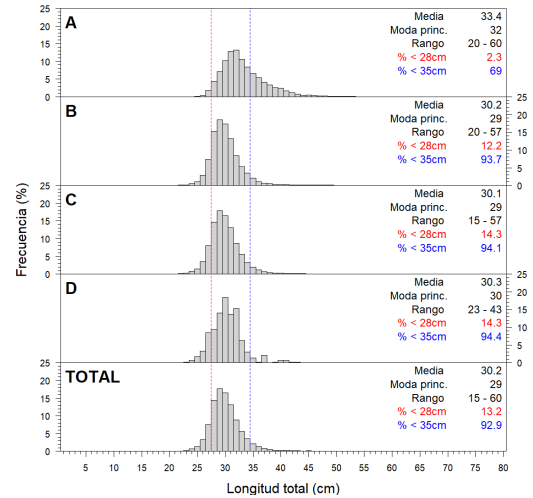 25
20
15
10
5
0
A
Media 33.4
Moda princ. 32
Rango 20 - 60
% < 28cm 2.3
% < 35cm 69
B
Media 30.2
Moda princ. 29
Rango 20 - 57
% < 28cm 12.2
% < 35cm 93.7
25
20
15
10
5
0
25
20
15
10
5
0
C
Media 30.1
Moda princ. 29
Rango 15 - 57
% < 28cm 14.3
% < 35cm 94.1
D
Media 30.3
Moda princ. 30
Rango 23 - 43
% < 28cm 14.3
% < 35cm 94.4
25
20
15
10
5
0
25
20
15
10
5
0
TOTAL
Media 30.2
Moda princ. 29
Rango 15 - 60
% < 28cm 13.2
% < 35cm 92.9
Frecuencia (%)
5 10 15 20 25 30 35 40 45 50 55 60 65 70 75 80
Longitud total (cm)